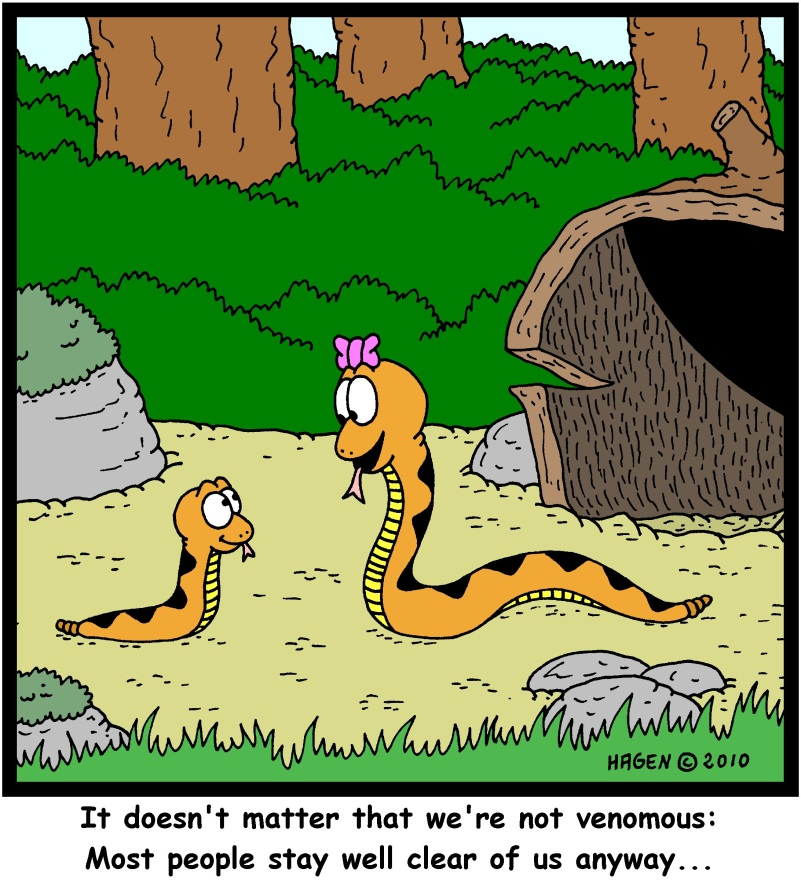 HAGEN © 2010
It doesn't matter that we're not venomous:
Most people stay well clear of us anyway...